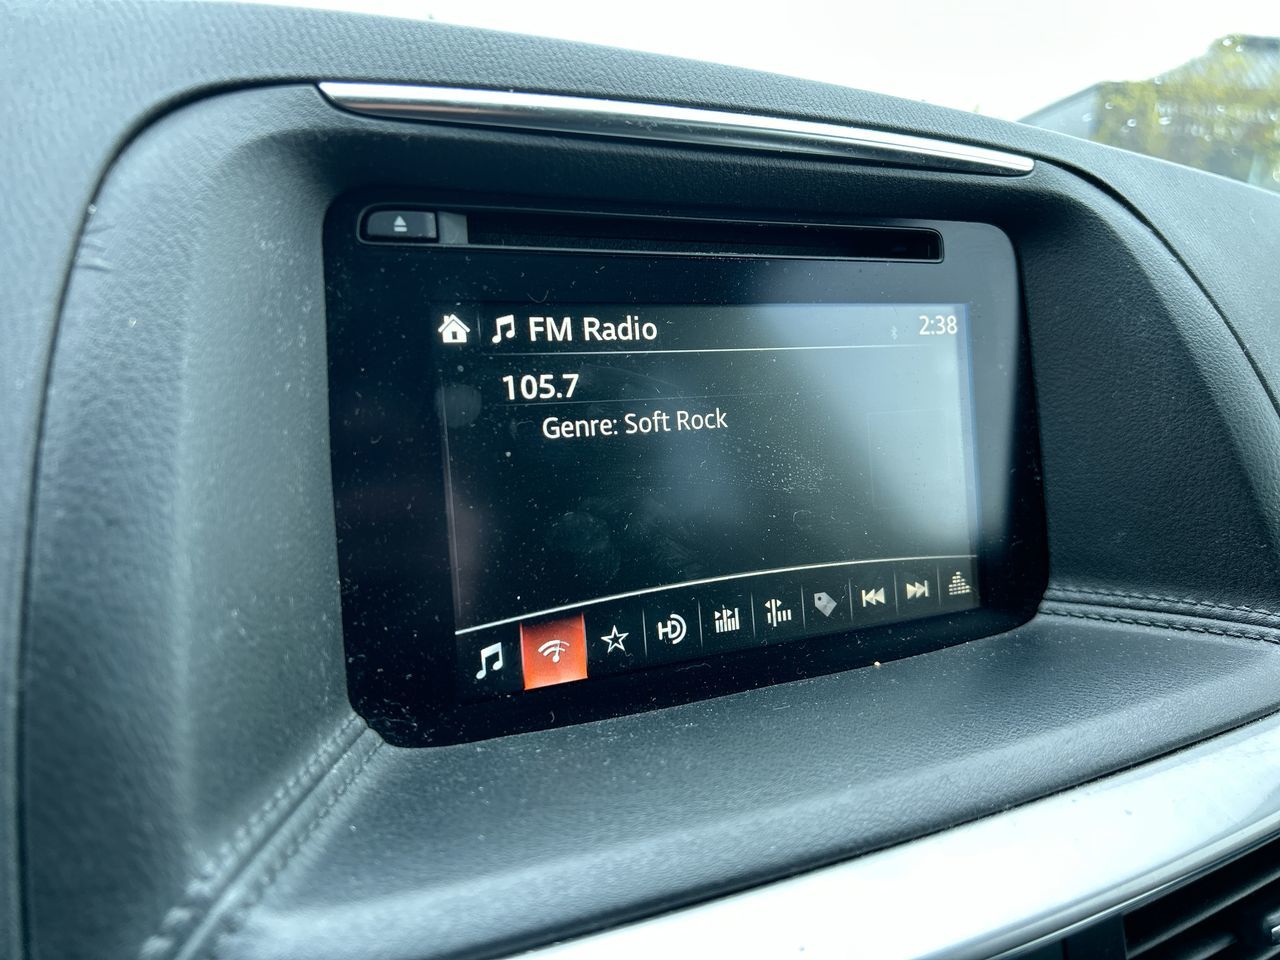 FM Radio 2:38
105.7
Genre: Soft Rock
HD